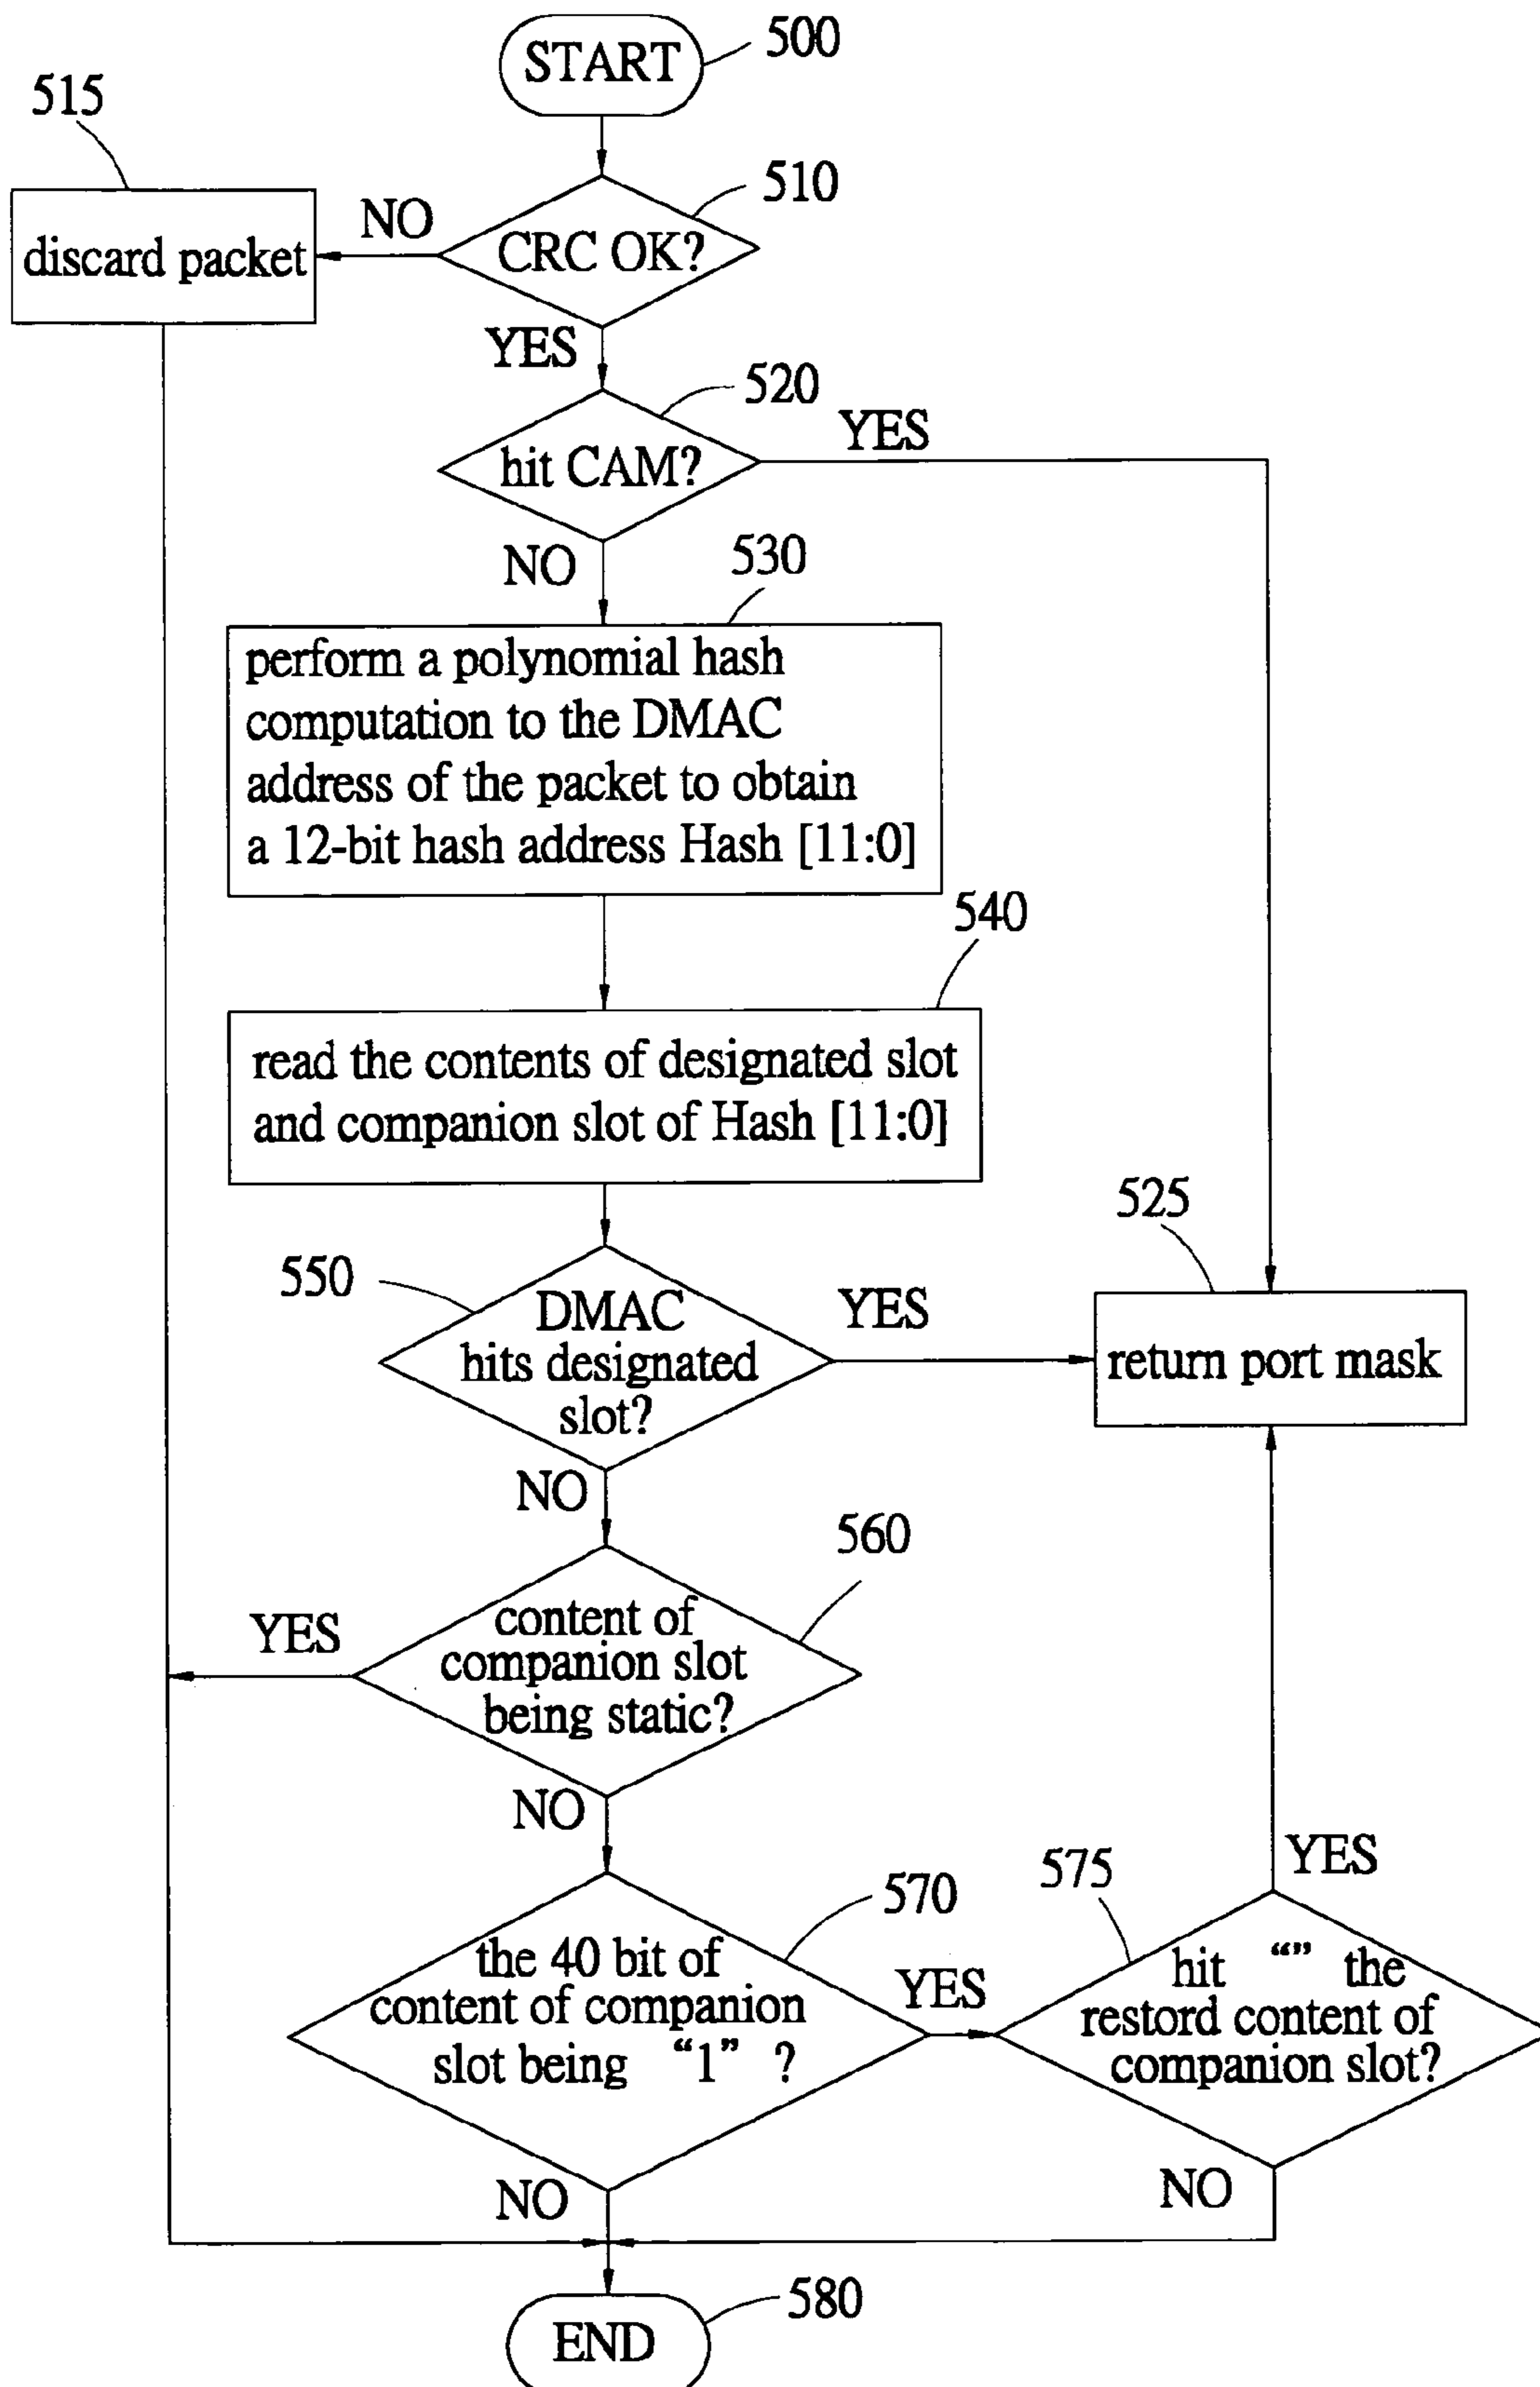 START
500
515
510
NO
discard packet
CRC OK?
YES
520
YES
hit CAM?
NO
530
perform a polynomial hash
computation to the DMAC
address of the packet to obtain
a 12-bit hash address Hash [11:0]
540
read the contents of designated slot
and companion slot of Hash [11:0]
525
550
DMAC
hits designated
slot?
YES
return port mask
NO
560
YES
content of
companion slot
being static?
NO
570
575
YES
the 40 bit of
content of companion
slot being “1” ?
YES
hit “” the
restord content of
companion slot?
NO
NO
580
END